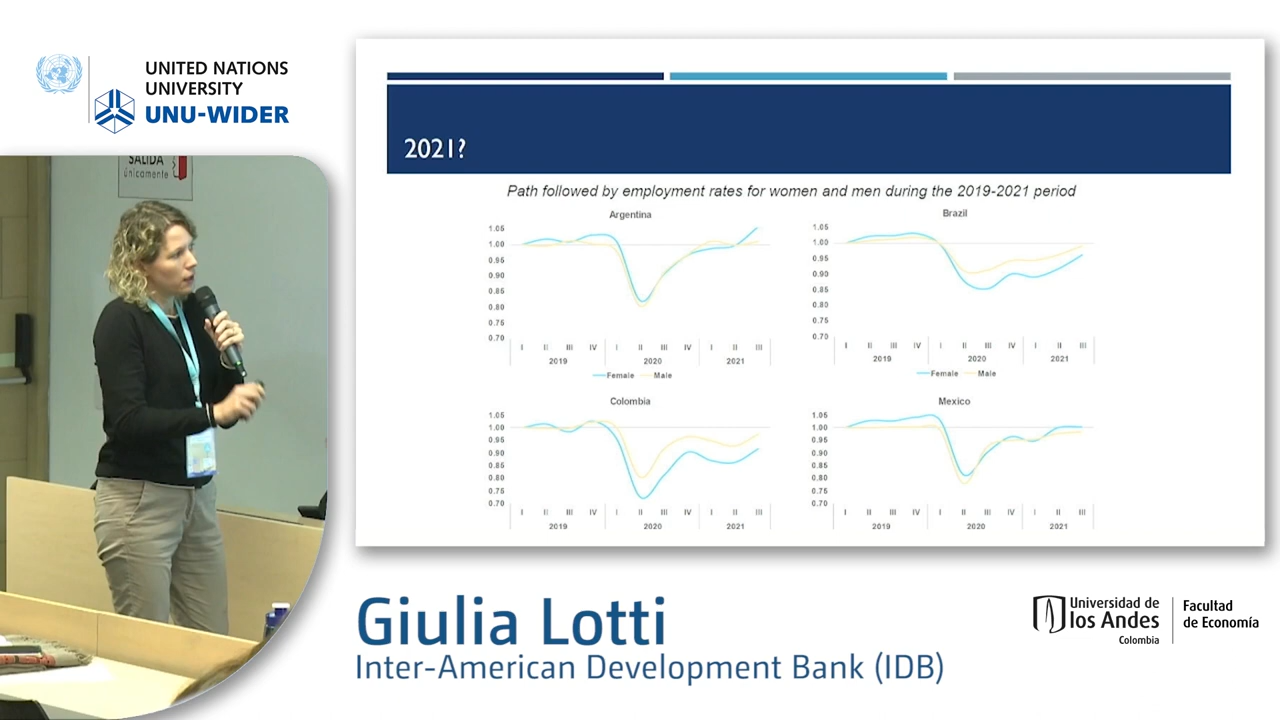 UNITED NATIONS
UNIVERSITY
UNU-WIDER
SALIDA
únicamente
2021?
Path followed by employment rates for women and men during the 2019-2021 period
Argentina
1.05
1.00
0.95
0.90
0.85
0.80
0.75
0.70
I II III IV I II III IV I II III
2019 2020 2021
Female Male
Brazil
1.05
1.00
0.95
0.90
0.85
0.80
0.75
0.70
I II III IV I II III IV I II III
2019 2020 2021
Female Male
Colombia
1.05
1.00
0.95
0.90
0.85
0.80
0.75
0.70
I II III IV I II III IV I II III
2019 2020 2021
Mexico
1.05
1.00
0.95
0.90
0.85
0.80
0.75
0.70
I II III IV I II III IV I II III
2019 2020 2021
Giulia Lotti
Inter-American Development Bank (IDB)
Universidad de
los Andes
Colombia
Facultad
de Economía